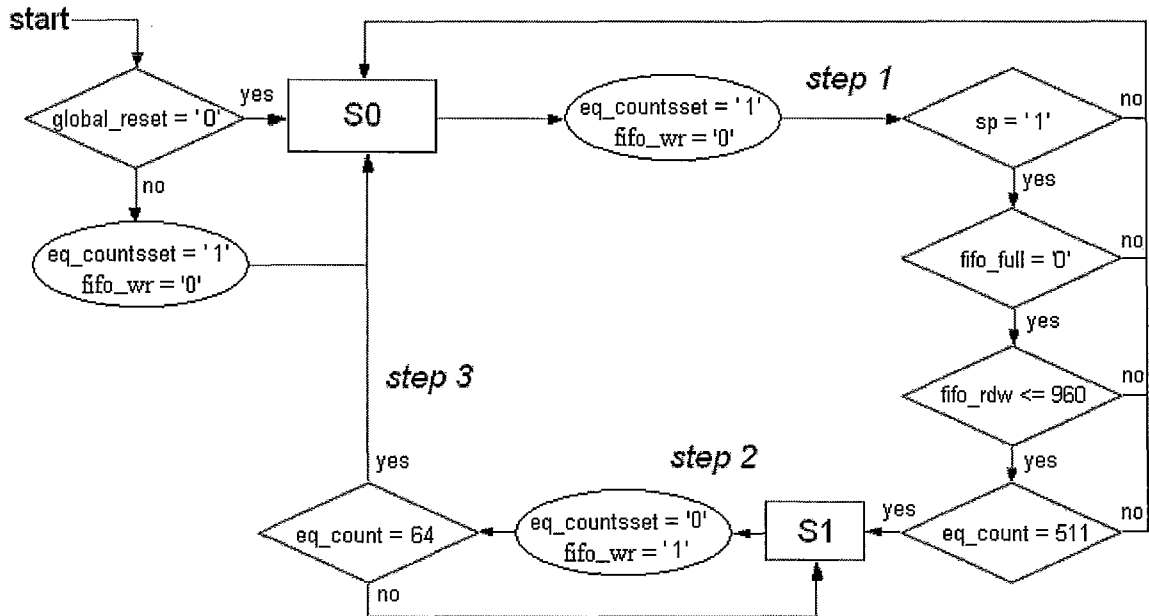 start
global_reset = '0'
yes
no
eq_countsset = '1'
fifo_wr = '0'
S0
eq_countsset = '1'
fifo_wr = '0'
step 1
sp = '1'
no
yes
fifo_full = '0'
no
yes
fifo_rdw <= 960
no
yes
eq_count = 511
no
yes
S1
step 2
eq_countsset = '0'
fifo_wr = '1'
eq_count = 64
yes
no
step 3